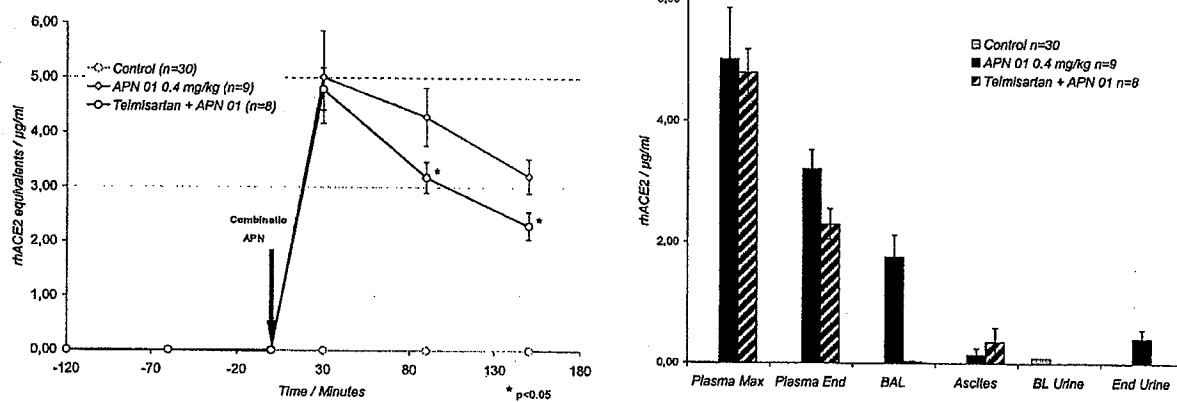 6,00
5,00
4,00
3,00
2,00
1,00
0,00
rhACE2 equivalents / µg/ml
Control (n=30)
APN 01 0.4 mg/kg (n=9)
Telmisartan + APN 01 (n=8)
Combinatio
APN
*
*
-120
-70
-20
30
80
130
180
Time / Minutes
* p<0.05
rhACE2 / µg/ml
4,00
2,00
0,00
Control n=30
APN 01 0.4 mg/kg n=9
Telmisartan + APN 01 n=8
Plasma Max
Plasma End
BAL
Ascites
BL Urine
End Urine